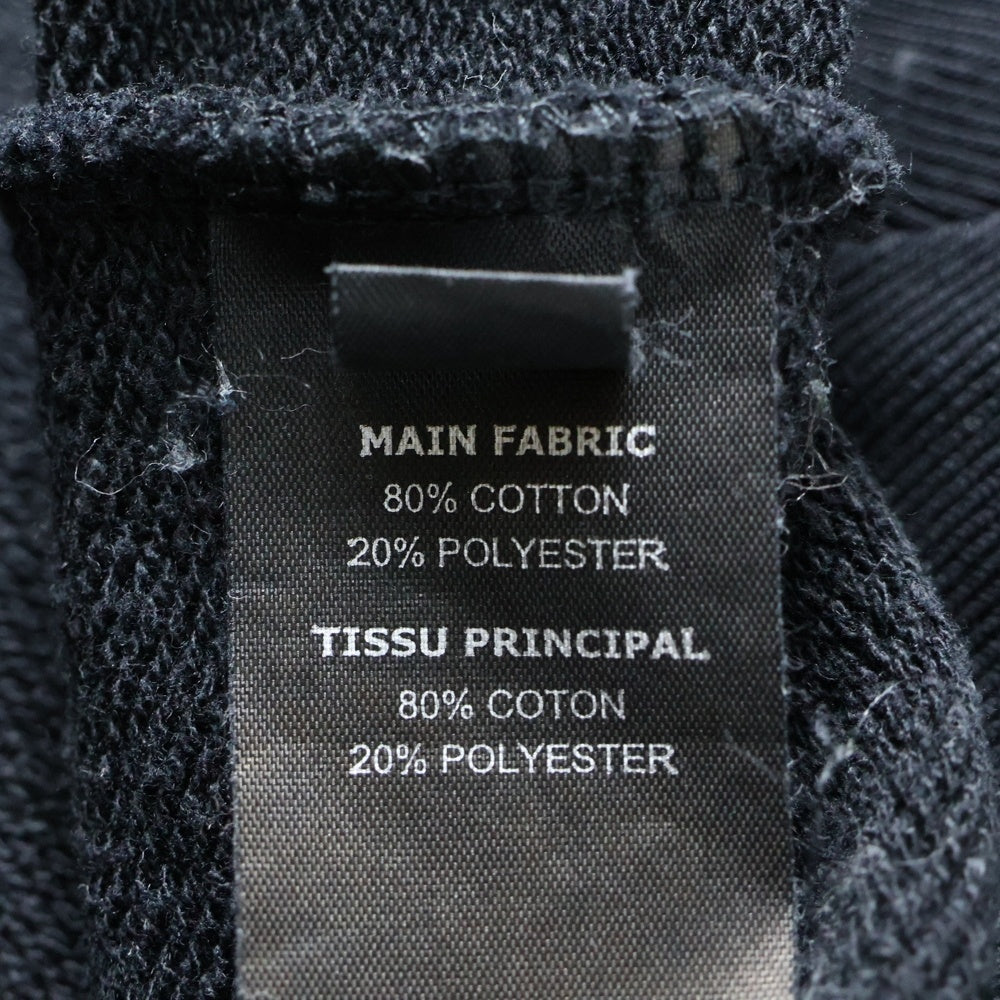 MAIN FABRIC
80% COTTON
20% POLYESTER
TISSU PRINCIPAL
80% COTON
20% POLYESTER